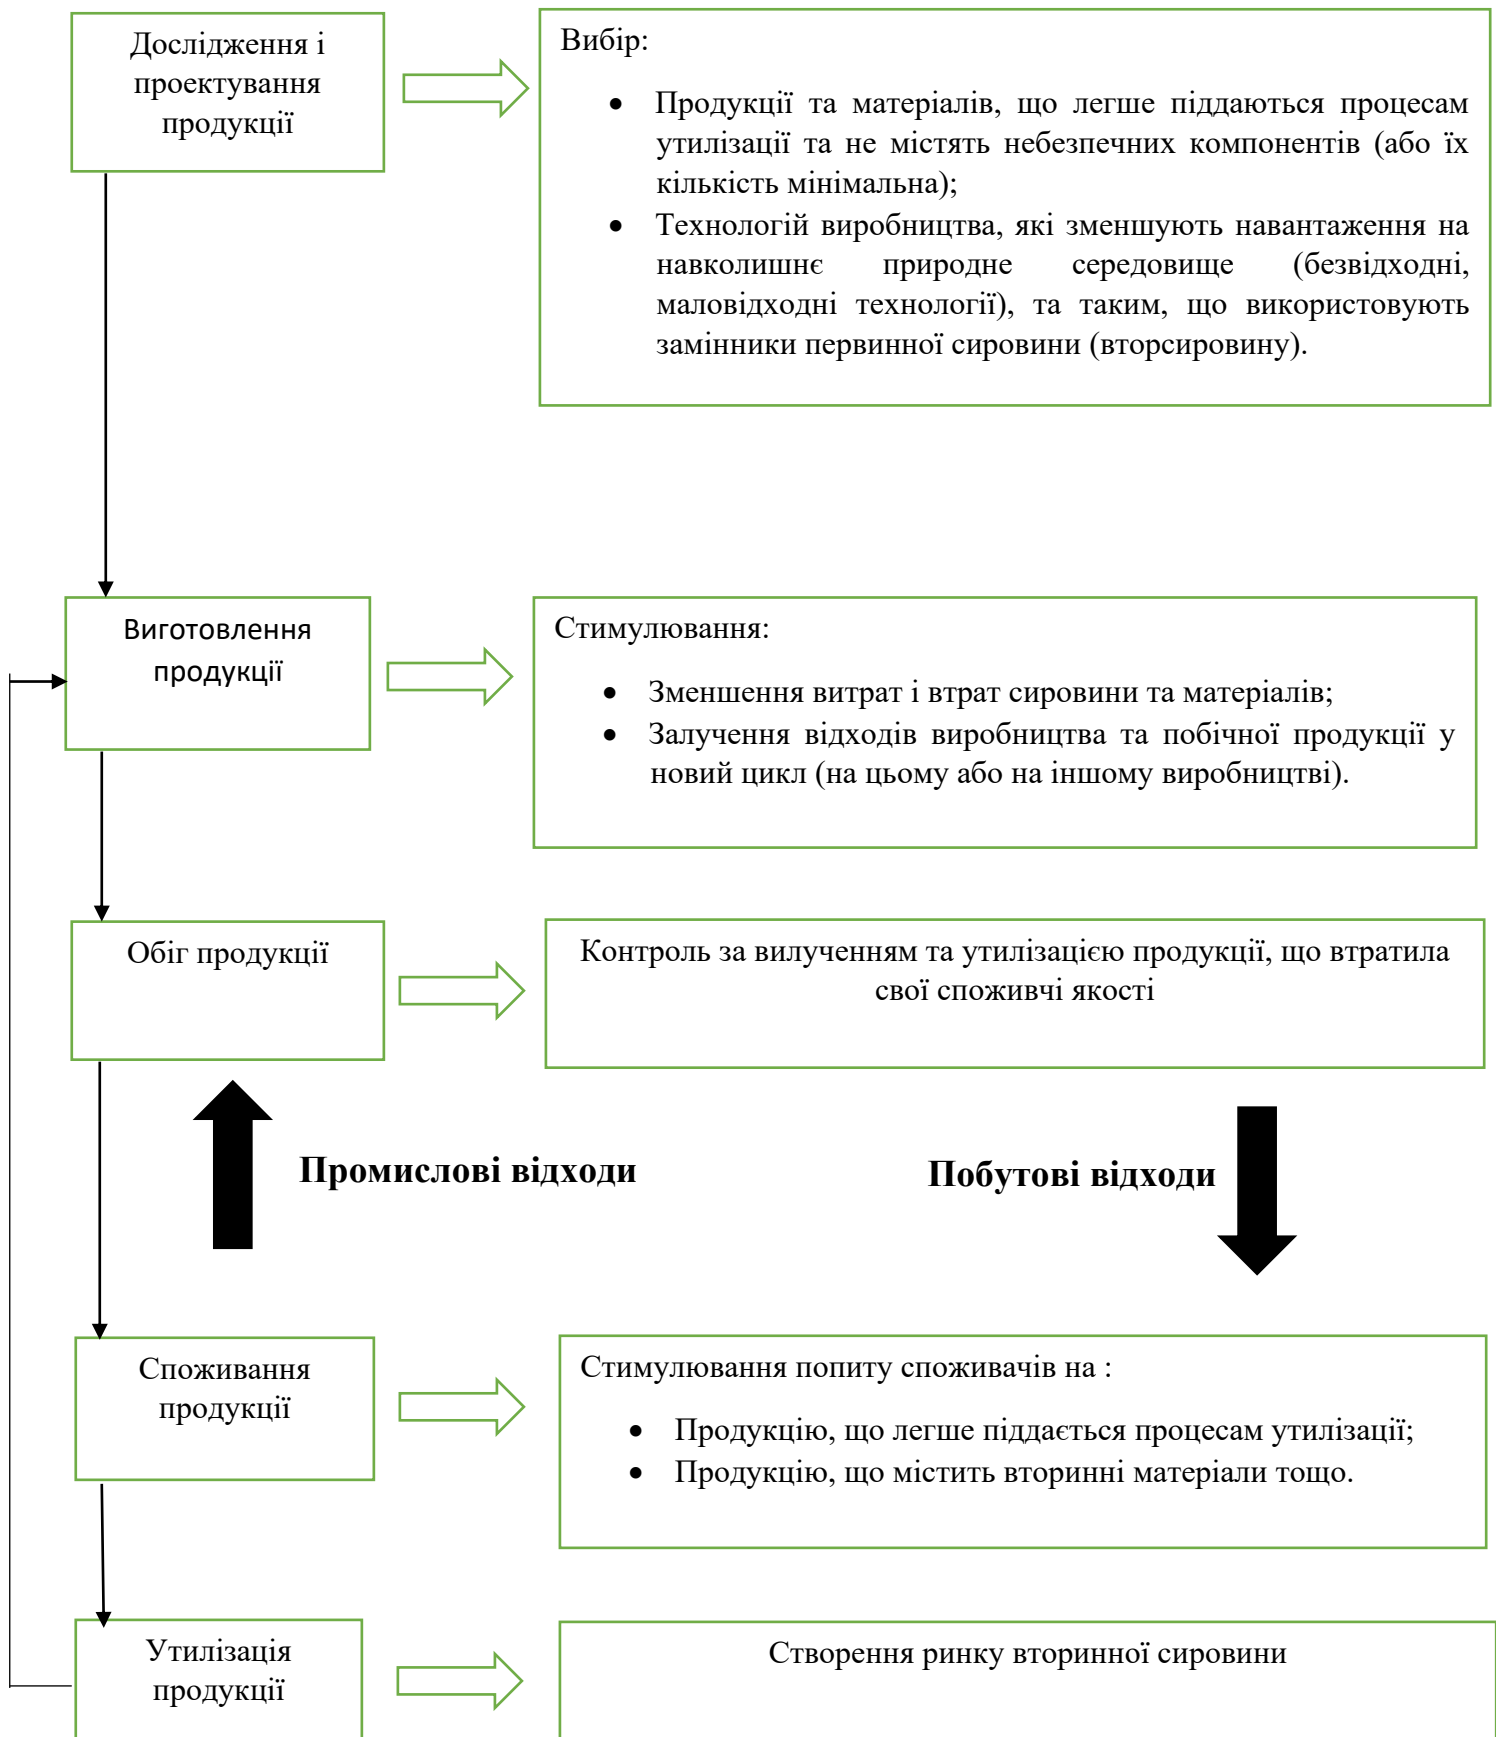 Дослідження і
проектування
продукції
Вибір:
• Продукції та матеріалів, що легше піддаються процесам
утилізації та не містять небезпечних компонентів (або їх
кількість мінімальна);
• Технологій виробництва, які зменшують навантаження на
навколишнє природне середовище (безвідходні,
маловідходні технології), та таким, що використовують
замінники первинної сировини (вторсировину).
Виготовлення
продукції
Стимулювання:
• Зменшення витрат і втрат сировини та матеріалів;
• Залучення відходів виробництва та побічної продукції у
новий цикл (на цьому або на іншому виробництві).
Обіг продукції
Контроль за вилученням та утилізацією продукції, що втратила
свої споживчі якості
Промислові відходи
Побутові відходи
Споживання
продукції
Стимулювання попиту споживачів на :
• Продукцію, що легше піддається процесам утилізації;
• Продукцію, що містить вторинні матеріали тощо.
Утилізація
продукції
Створення ринку вторинної сировини